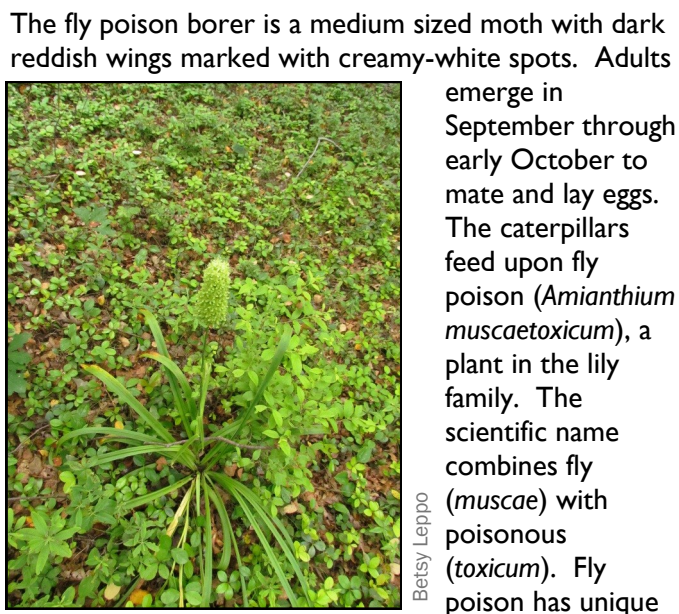 The fly poison borer is a medium sized moth with dark
reddish wings marked with creamy-white spots.  Adults
emerge in
September through
early October to
mate and lay eggs.
The caterpillars
feed upon fly
poison (Amianthium
muscaetoxicum), a
plant in the lily
family.  The
scientific name
combines fly
(muscae) with
poisonous
(toxicum).  Fly
poison has unique
Betsy Leppo